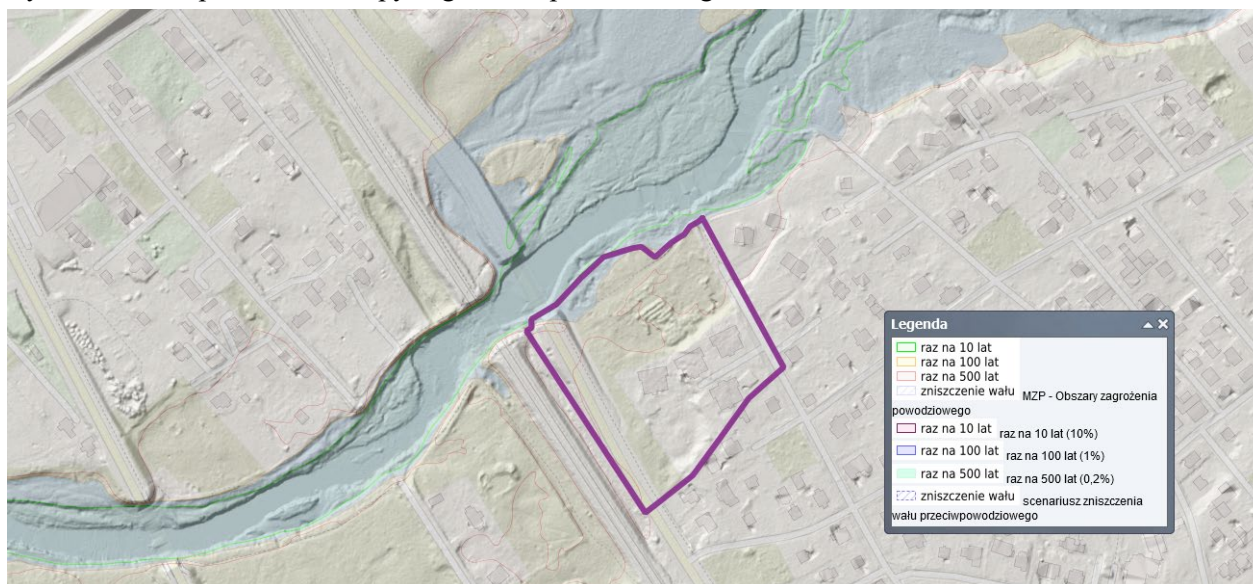 Legenda
raz na 10 lat
raz na 100 lat
raz na 500 lat
zniszczenie wału MZP - Obszary zagrożenia
powodziowego
raz na 10 lat raz na 10 lat (10%)
raz na 100 lat raz na 100 lat (1%)
raz na 500 lat raz na 500 lat (0,2%)
zniszczenie wału scenariusz zniszczenia
wału przeciwpowodziowego